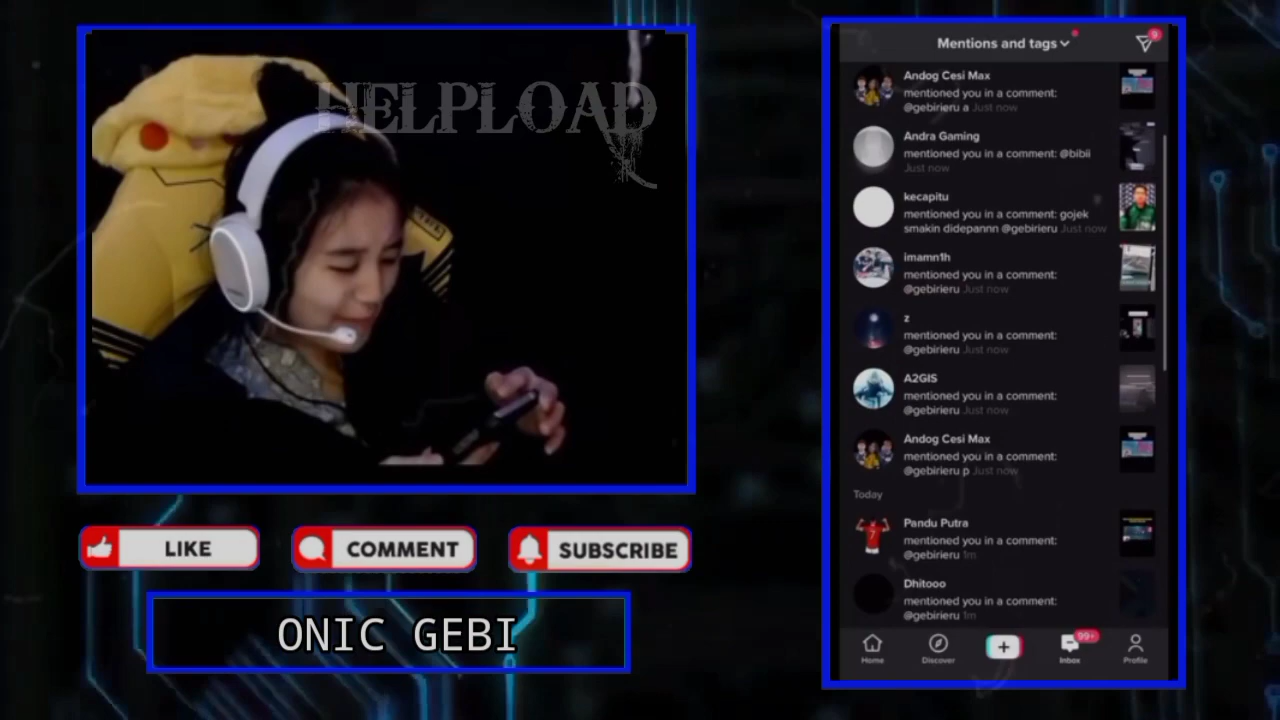 HELPLOAD
LIKE
COMMENT
SUBSCRIBE
ONIC GEBI
Mentions and tags
9
Andog Cesi Max
mentioned you in a comment:
@gebirieru a Just now
Andra Gaming
mentioned you in a comment: @bibii
Just now
kecapitu
mentioned you in a comment: gojek
smakin didepannn @gebirieru Just now
imamn1h
mentioned you in a comment:
@gebirieru Just now
z
mentioned you in a comment:
@gebirieru Just now
A2GIS
mentioned you in a comment:
@gebirieru Just now
Andog Cesi Max
mentioned you in a comment:
@gebirieru p Just now
Today
Pandu Putra
mentioned you in a comment:
@gebirieru 1m
7
Dhitooo
mentioned you in a comment:
@gebirieru 1m
99+
Home
Discover
Inbox
Profile